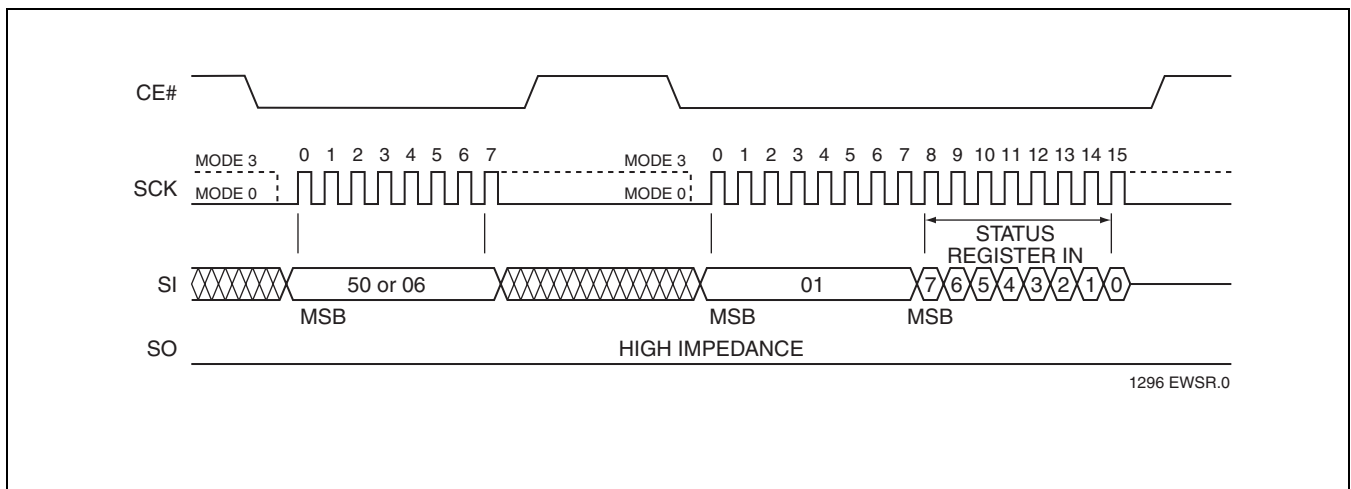 CE#
MODE 3 0 1 2 3 4 5 6 7 MODE 3 0 1 2 3 4 5 6 7 8 9 10 11 12 13 14 15
SCK MODE 0 MODE 0
STATUS
REGISTER IN
SI 50 or 06 01 7 6 5 4 3 2 1 0
MSB MSB MSB
SO HIGH IMPEDANCE
1296 EWSR.0